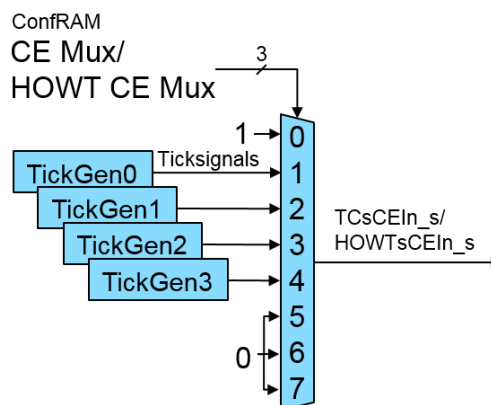 ConfRAM
CE Mux/
HOWT CE Mux
3
1
0
Ticksignals
TickGen0
1
TickGen1
2
TickGen2
3
TickGen3
4
TCsCEIn_s/
HOWTsCEIn_s
5
0
6
7